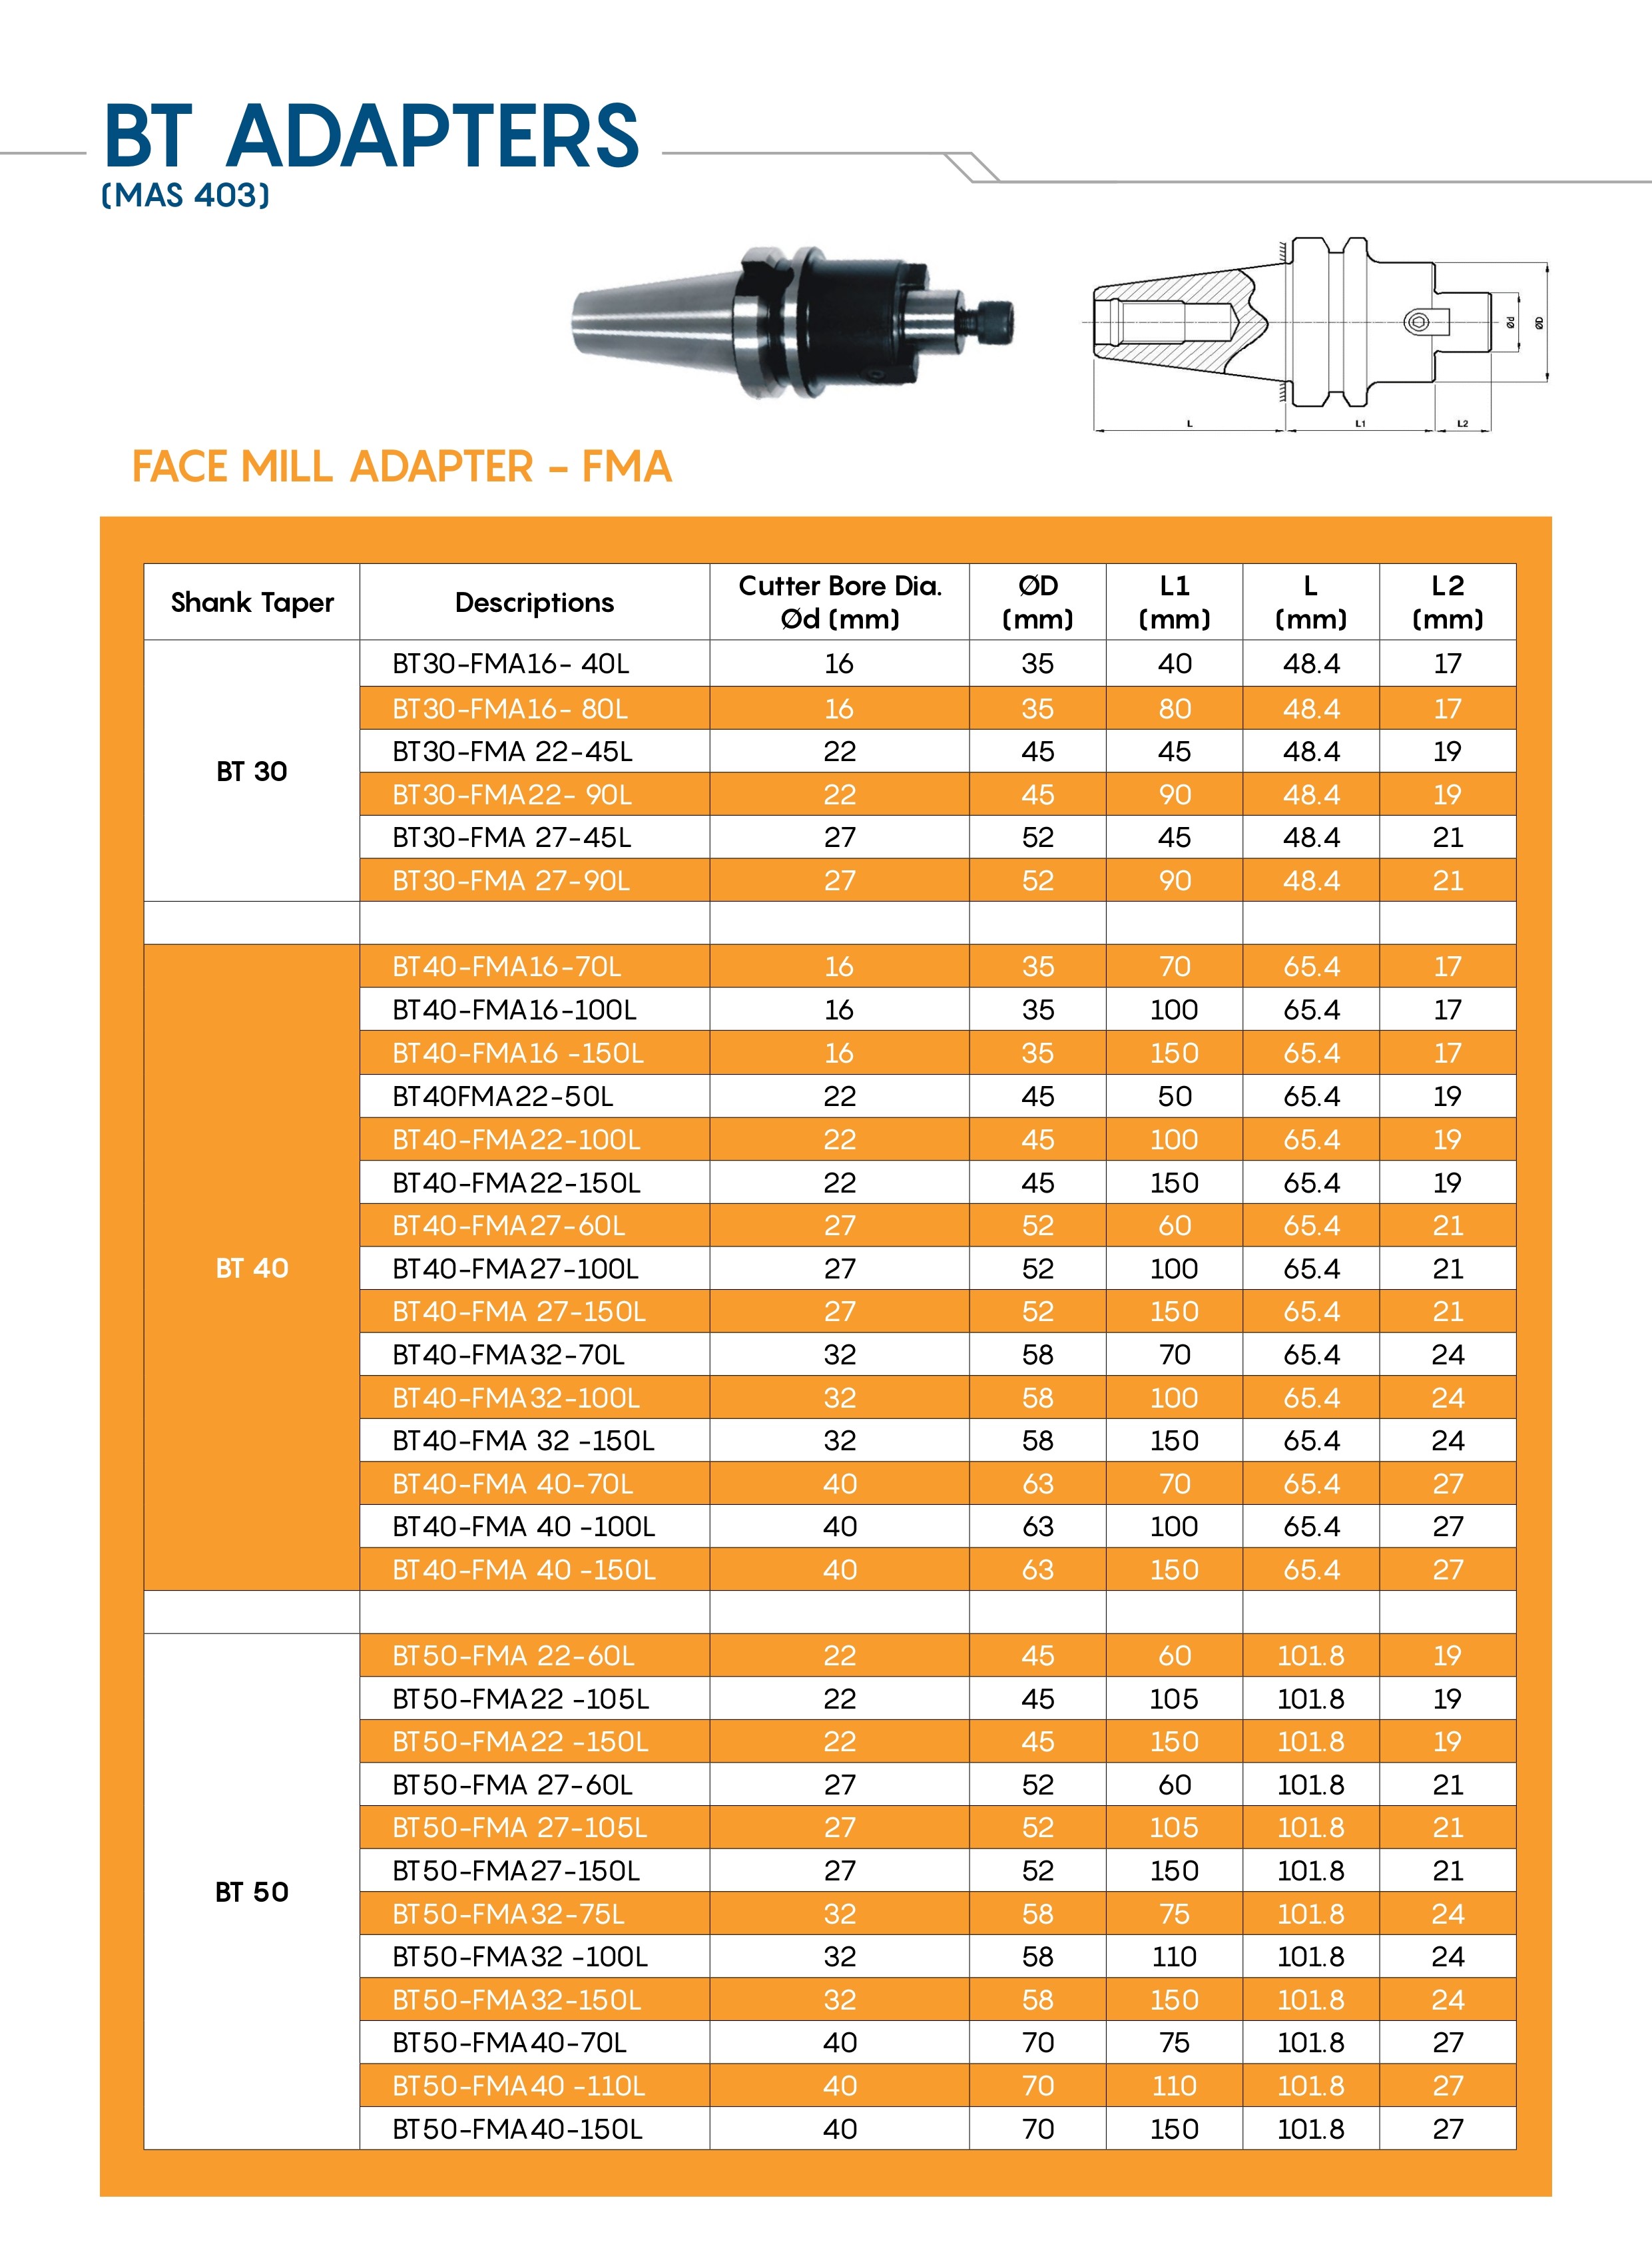 BT ADAPTERS
(MAS 403)
L L1 L2 Ød ØD
FACE MILL ADAPTER - FMA
Shank Taper Descriptions Cutter Bore Dia. Ød (mm) ØD (mm) L1 (mm) L (mm) L2 (mm)
BT 30
BT30-FMA16- 40L 16 35 40 48.4 17
BT30-FMA16- 80L 16 35 80 48.4 17
BT30-FMA 22-45L 22 45 45 48.4 19
BT30-FMA22- 90L 22 45 90 48.4 19
BT30-FMA 27-45L 27 52 45 48.4 21
BT30-FMA 27-90L 27 52 90 48.4 21
BT 40
BT40-FMA16-70L 16 35 70 65.4 17
BT40-FMA16-100L 16 35 100 65.4 17
BT40-FMA16 -150L 16 35 150 65.4 17
BT40FMA22-50L 22 45 50 65.4 19
BT40-FMA22-100L 22 45 100 65.4 19
BT40-FMA22-150L 22 45 150 65.4 19
BT40-FMA27-60L 27 52 60 65.4 21
BT40-FMA27-100L 27 52 100 65.4 21
BT40-FMA 27-150L 27 52 150 65.4 21
BT40-FMA32-70L 32 58 70 65.4 24
BT40-FMA32-100L 32 58 100 65.4 24
BT40-FMA 32 -150L 32 58 150 65.4 24
BT40-FMA 40-70L 40 63 70 65.4 27
BT40-FMA 40 -100L 40 63 100 65.4 27
BT40-FMA 40 -150L 40 63 150 65.4 27
BT 50
BT50-FMA 22-60L 22 45 60 101.8 19
BT50-FMA22 -105L 22 45 105 101.8 19
BT50-FMA22 -150L 22 45 150 101.8 19
BT50-FMA 27-60L 27 52 60 101.8 21
BT50-FMA 27-105L 27 52 105 101.8 21
BT50-FMA27-150L 27 52 150 101.8 21
BT50-FMA32-75L 32 58 75 101.8 24
BT50-FMA32 -100L 32 58 110 101.8 24
BT50-FMA32-150L 32 58 150 101.8 24
BT50-FMA40-70L 40 70 75 101.8 27
BT50-FMA40 -110L 40 70 110 101.8 27
BT50-FMA40-150L 40 70 150 101.8 27